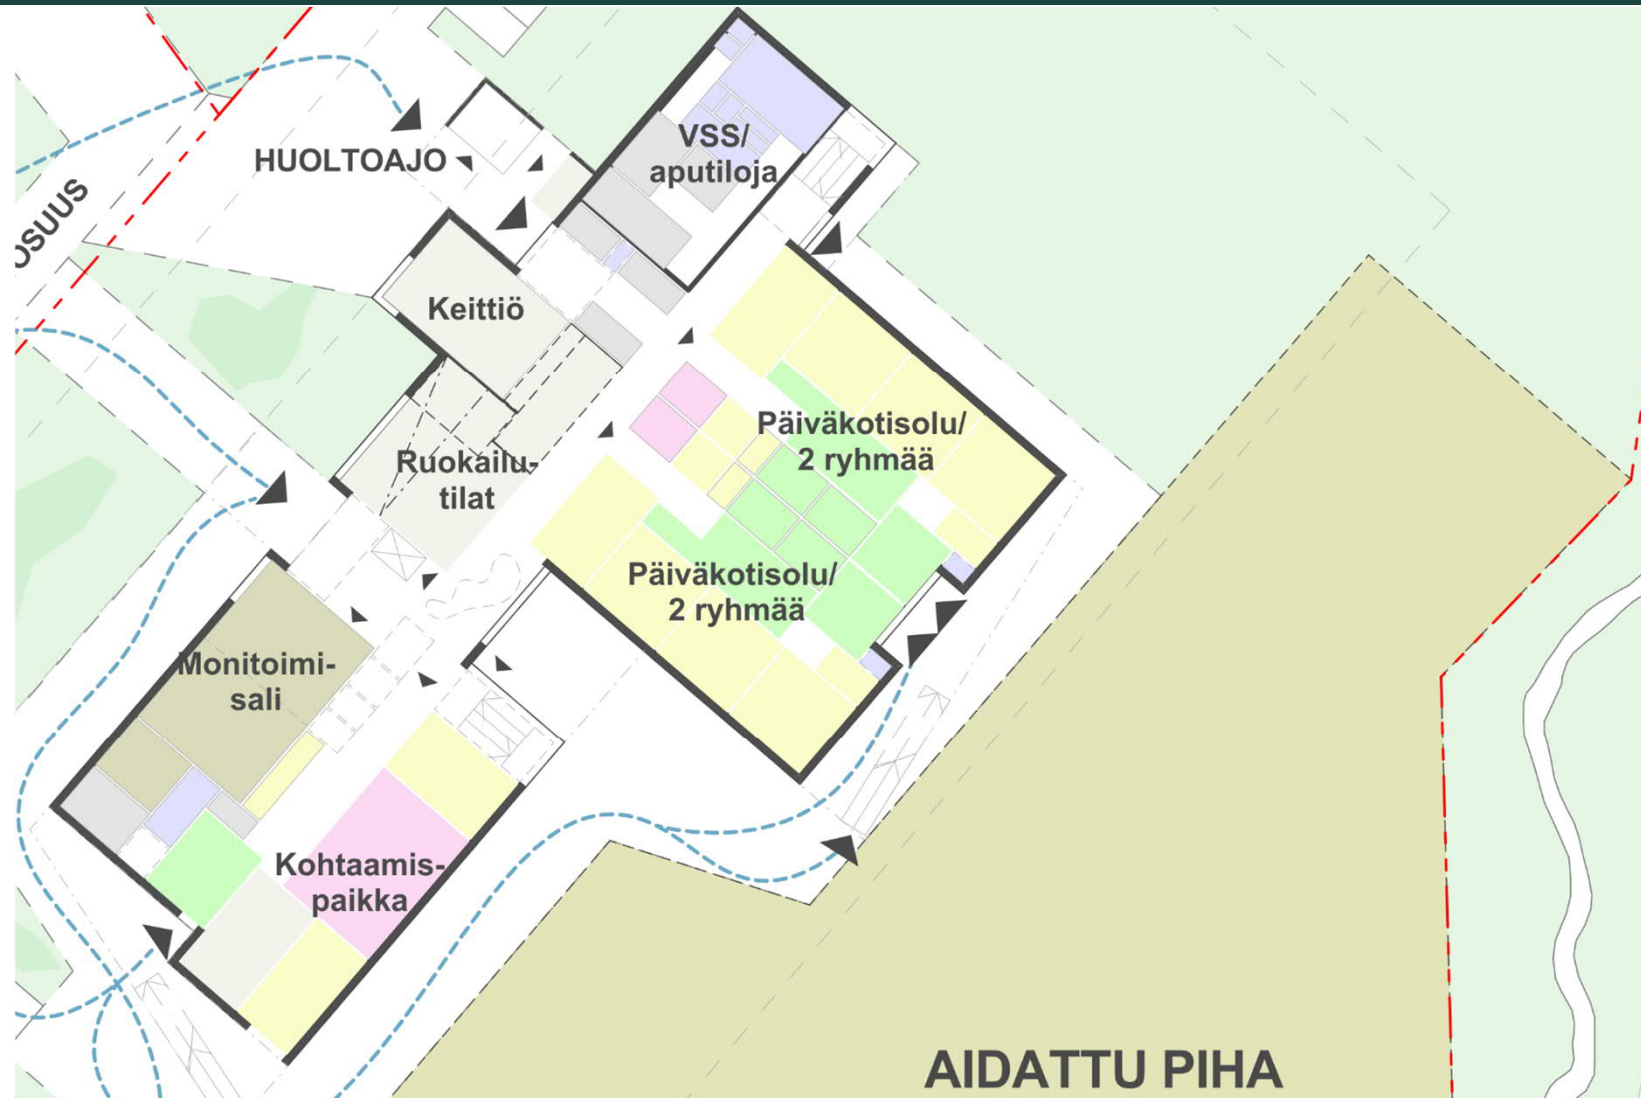 VSS/
aputiloja
HUOLTOAJO
OSUUS
Keittiö
Päiväkotisolu/
2 ryhmää
Ruokailu-
tilat
Päiväkotisolu/
2 ryhmää
Monitoimi-
sali
Kohtaamis-
paikka
AIDATTU PIHA